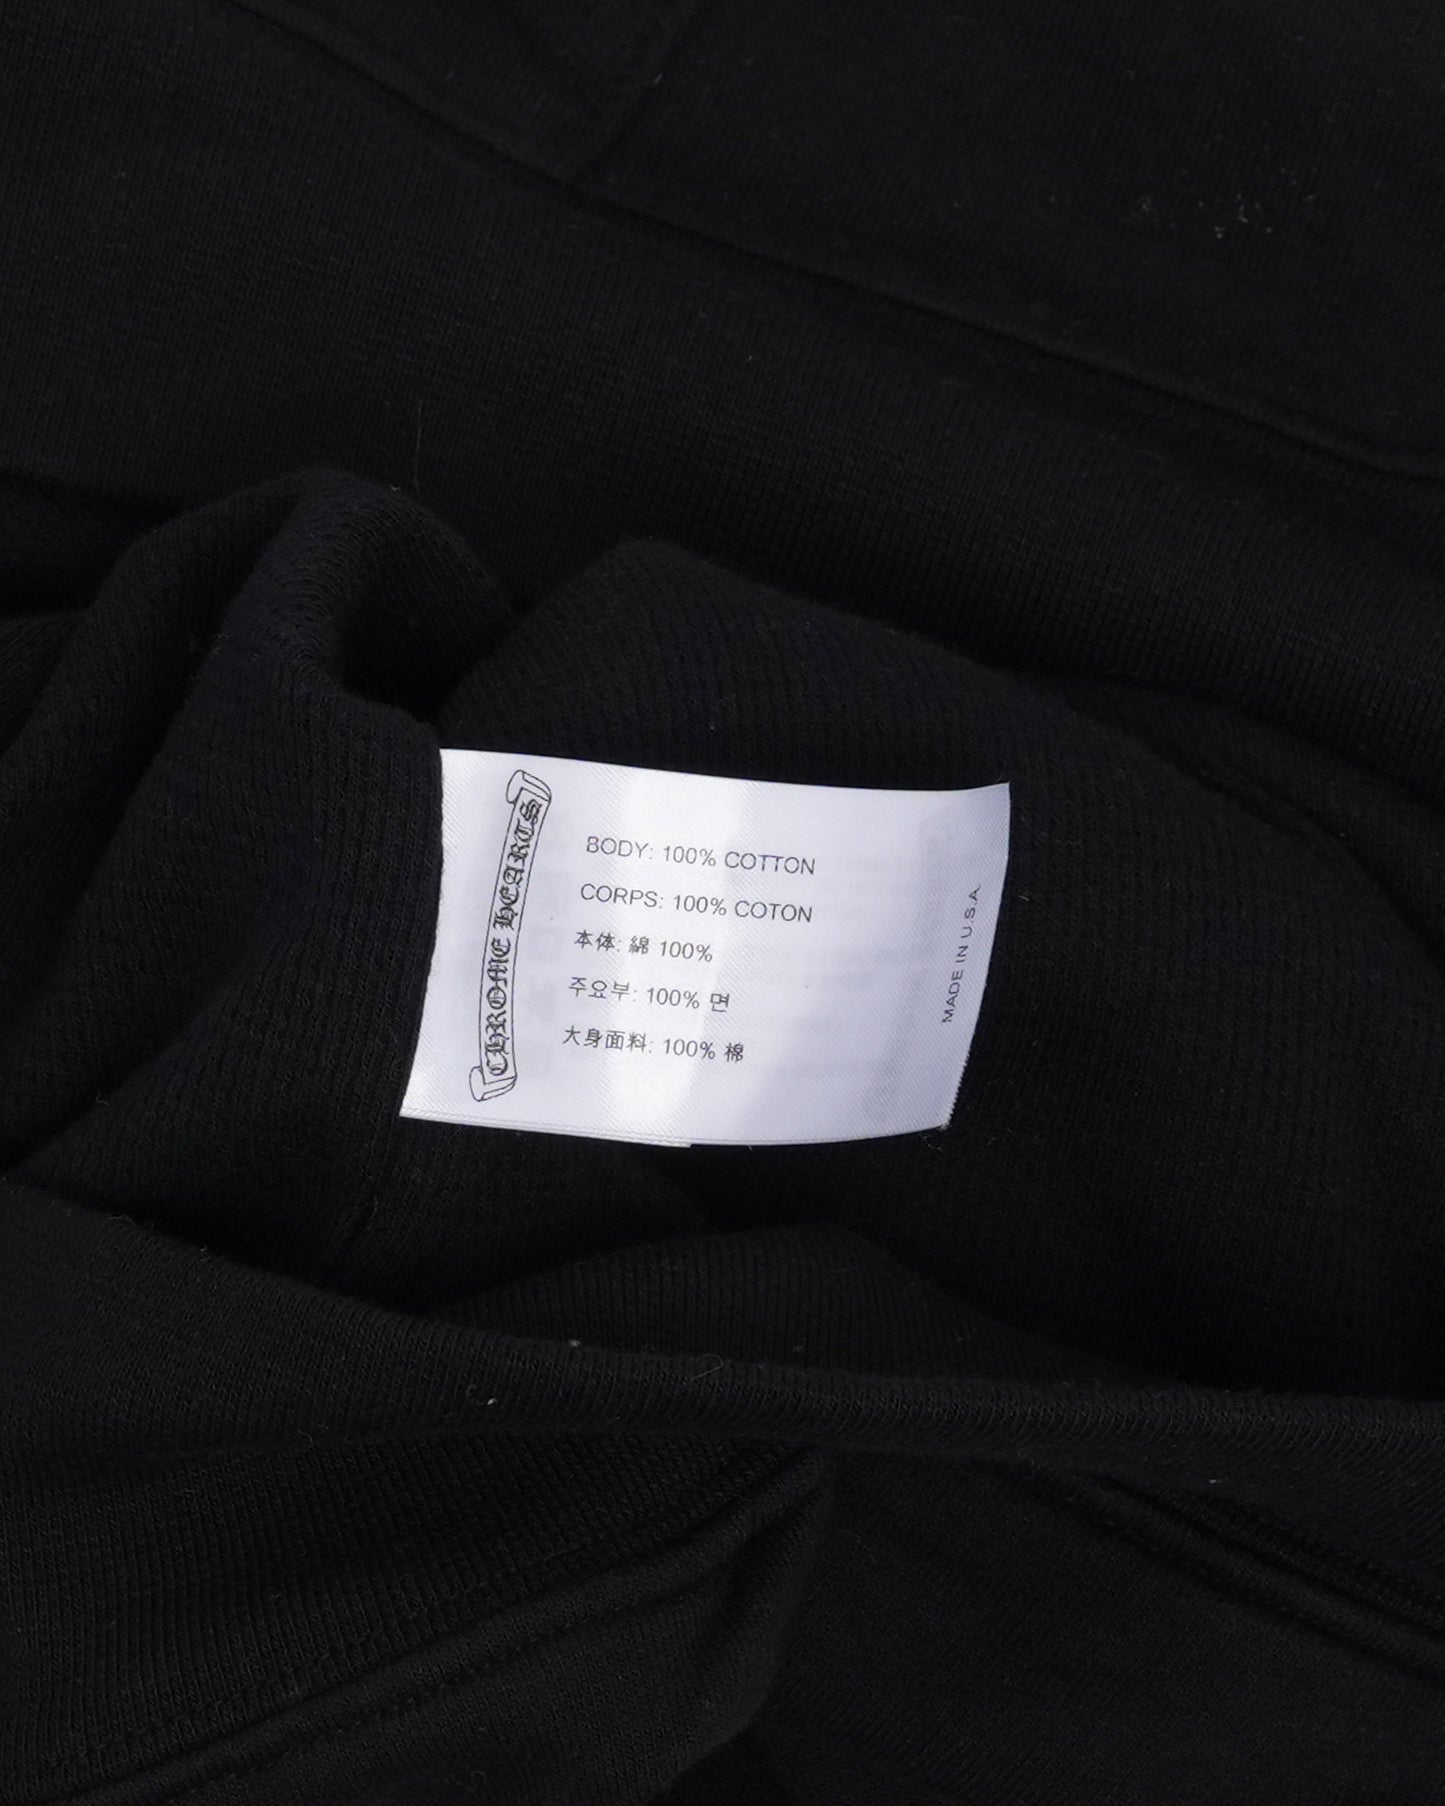 CHROME HEARTS
BODY: 100% COTTON
CORPS: 100% COTON
本体: 綿 100%
주요부: 100% 면
大身面料: 100% 棉
MADE IN U.S.A.